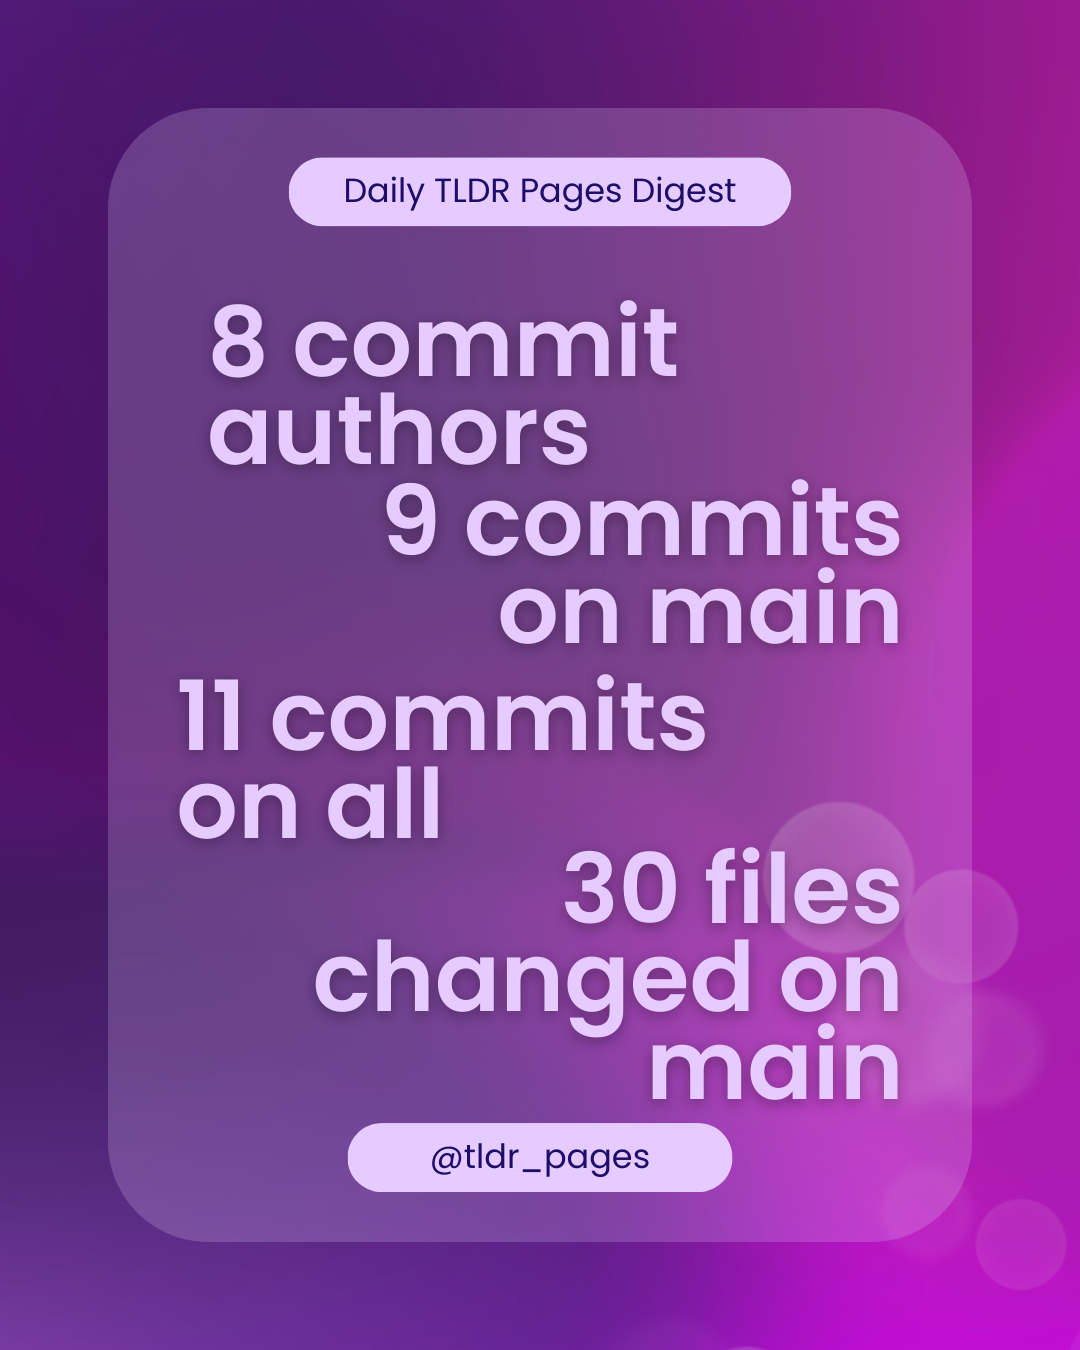 Daily TLDR Pages Digest
8 commit
authors
9 commits
on main
11 commits
on all
30 files
changed on
main
@tldr_pages